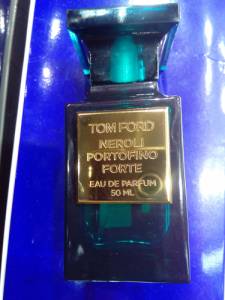 TOM FORD
NEROLI
PORTOFINO
FORTE
EAU DE PARFUM
50 ML